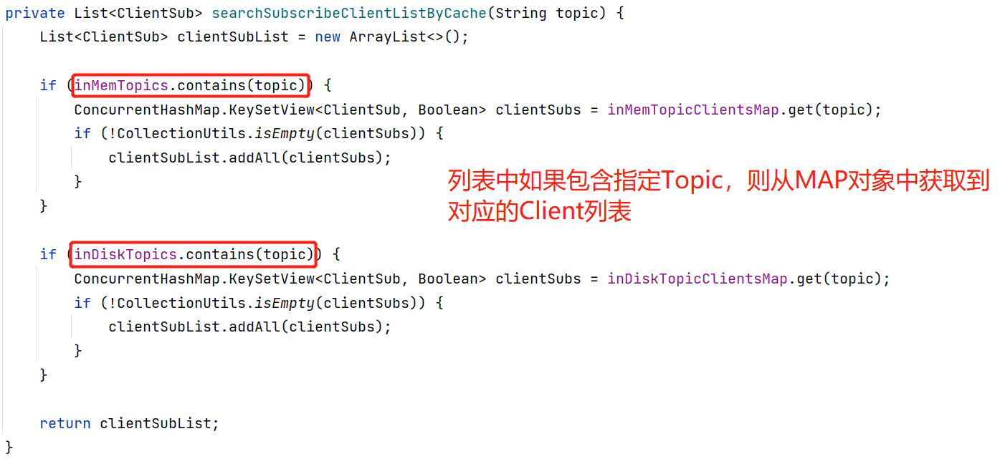 private List<ClientSub> searchSubscribeClientListByCache(String topic) {
    List<ClientSub> clientSubList = new ArrayList<>();

    if (inMemTopics.contains(topic)) {
        ConcurrentHashMap.KeySetView<ClientSub, Boolean> clientSubs = inMemTopicClientsMap.get(topic);
        if (!CollectionUtils.isEmpty(clientSubs)) {
            clientSubList.addAll(clientSubs);
        }
列表中如果包含指定Topic，则从MAP对象中获取到
对应的Client列表
    }

    if (inDiskTopics.contains(topic)) {
        ConcurrentHashMap.KeySetView<ClientSub, Boolean> clientSubs = inDiskTopicClientsMap.get(topic);
        if (!CollectionUtils.isEmpty(clientSubs)) {
            clientSubList.addAll(clientSubs);
        }
    }

    return clientSubList;
}